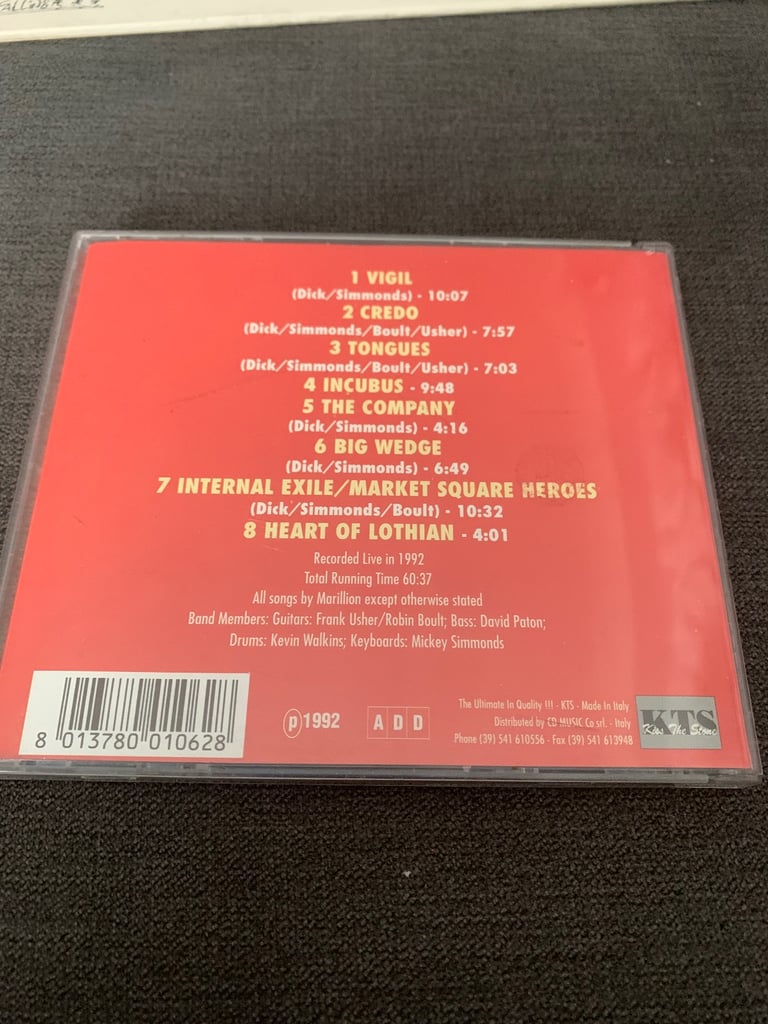 1 VIGIL
(Dick/Simmonds) - 10:07
2 CREDO
(Dick/Simmonds/Boult/Usher) - 7:57
3 TONGUES
(Dick/Simmonds/Boult/Usher) - 7:03
4 INCUBUS - 9:48
5 THE COMPANY
(Dick/Simmonds) - 4:16
6 BIG WEDGE
(Dick/Simmonds) - 6:49
7 INTERNAL EXILE/MARKET SQUARE HEROES
(Dick/Simmonds/Boult) - 10:32
8 HEART OF LOTHIAN - 4:01
Recorded Live in 1992
Total Running Time 60:37
All songs by Marillion except otherwise stated
Band Members: Guitars: Frank Usher/Robin Boult; Bass: David Paton;
Drums: Kevin Walkins; Keyboards: Mickey Simmonds
8 013780 010628
℗1992
A D D
The Ultimate In Quality !!! - KTS - Made In Italy
Distributed by CD MUSIC Co srl. - Italy
Phone (39) 541 610556 - Fax (39) 541 613948
KTS
Kiss The Stone